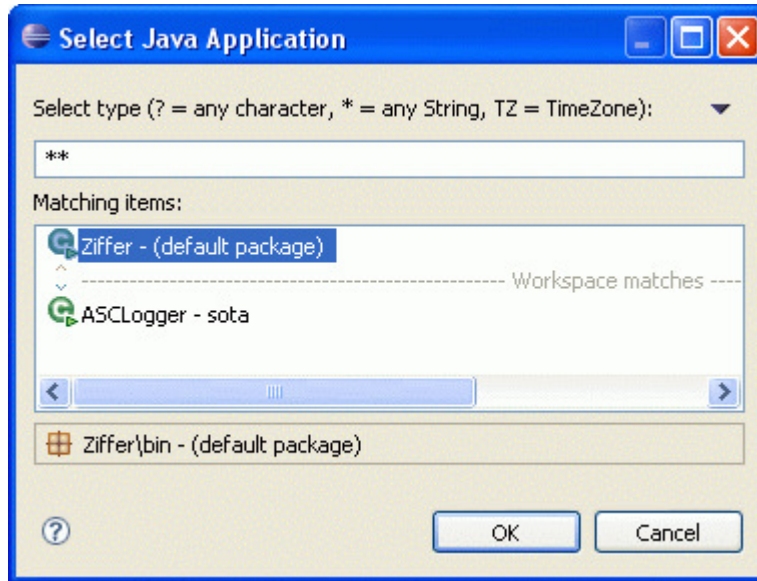 Select Java Application
Select type (? = any character, * = any String, TZ = TimeZone):
**
Matching items:
Ziffer - (default package)
Workspace matches
ASCLogger - sota
Ziffer\bin - (default package)
OK Cancel